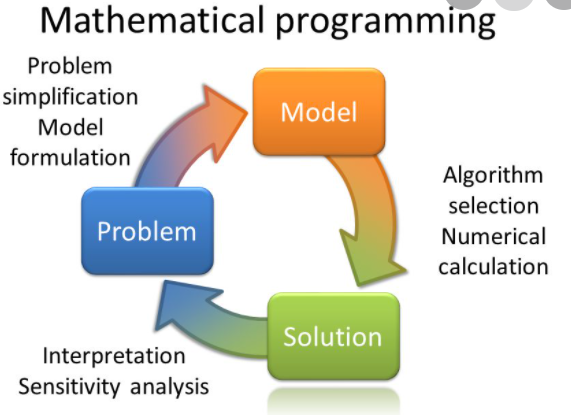 Mathematical programming
Problem
simplification
Model
formulation
Model
Algorithm
selection
Numerical
calculation
Problem
Solution
Interpretation
Sensitivity analysis